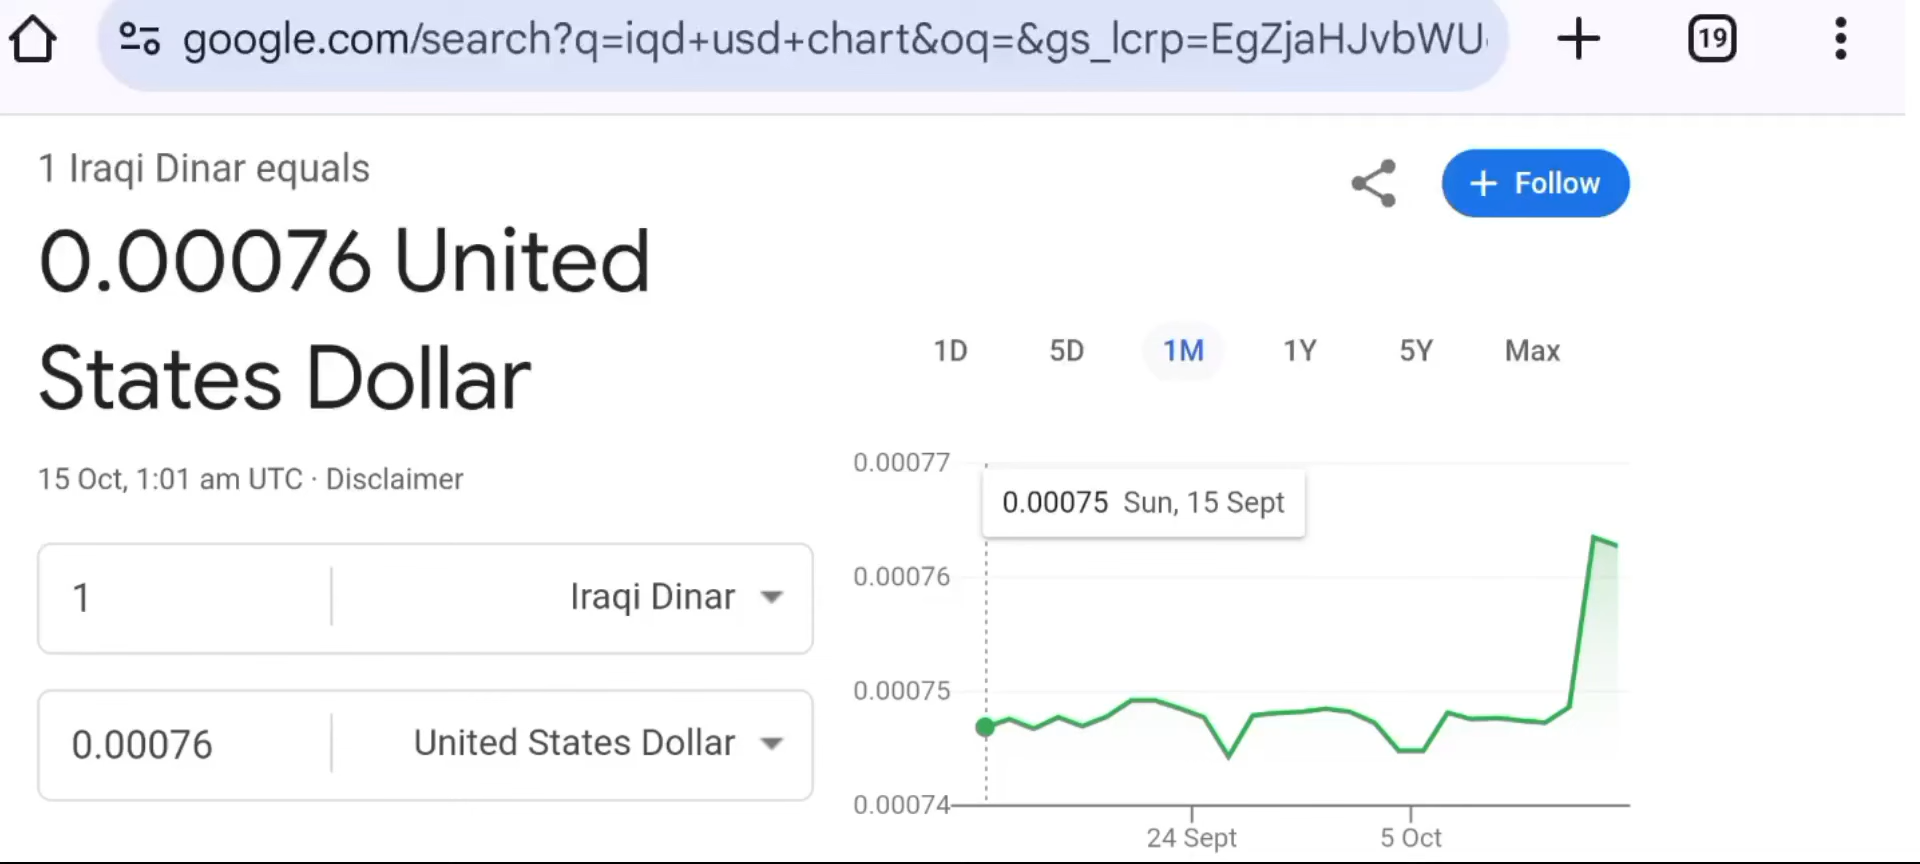 google.com/search?q=iqd+usd+chart&oq=&gs_lcrp=EgZjaHJvbWU
19
1 Iraqi Dinar equals
0.00076 United
States Dollar
15 Oct, 1:01 am UTC · Disclaimer
1 Iraqi Dinar
0.00076 United States Dollar
+ Follow
1D 5D 1M 1Y 5Y Max
0.00077
0.00075 Sun, 15 Sept
0.00076
0.00075
0.00074
24 Sept 5 Oct